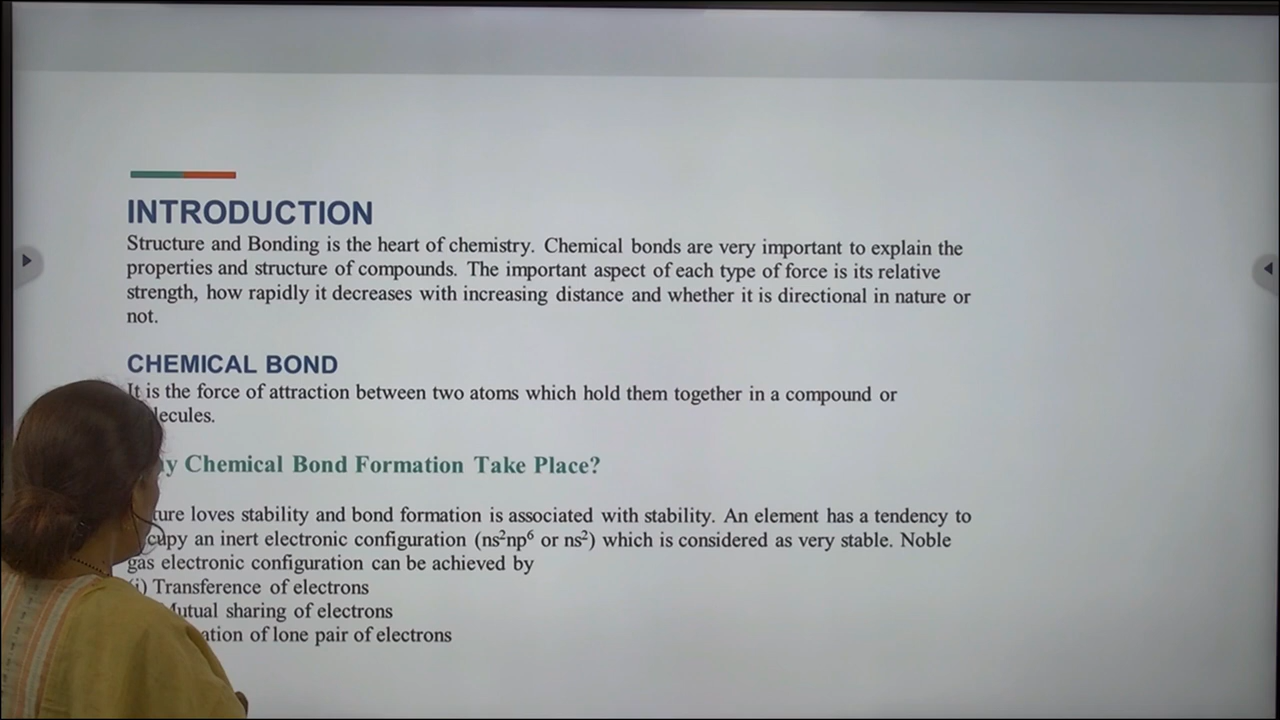 INTRODUCTION
Structure and Bonding is the heart of chemistry. Chemical bonds are very important to explain the
properties and structure of compounds. The important aspect of each type of force is its relative
strength, how rapidly it decreases with increasing distance and whether it is directional in nature or
not.
CHEMICAL BOND
It is the force of attraction between two atoms which hold them together in a compound or
Chemical Bond Formation Take Place?
loves stability and bond formation is associated with stability. An element has a tendency to
an inert electronic configuration (ns²np⁶ or ns²) which is considered as very stable. Noble
gas electronic configuration can be achieved by
(i) Transference of electrons
Mutual sharing of electrons
of lone pair of electrons